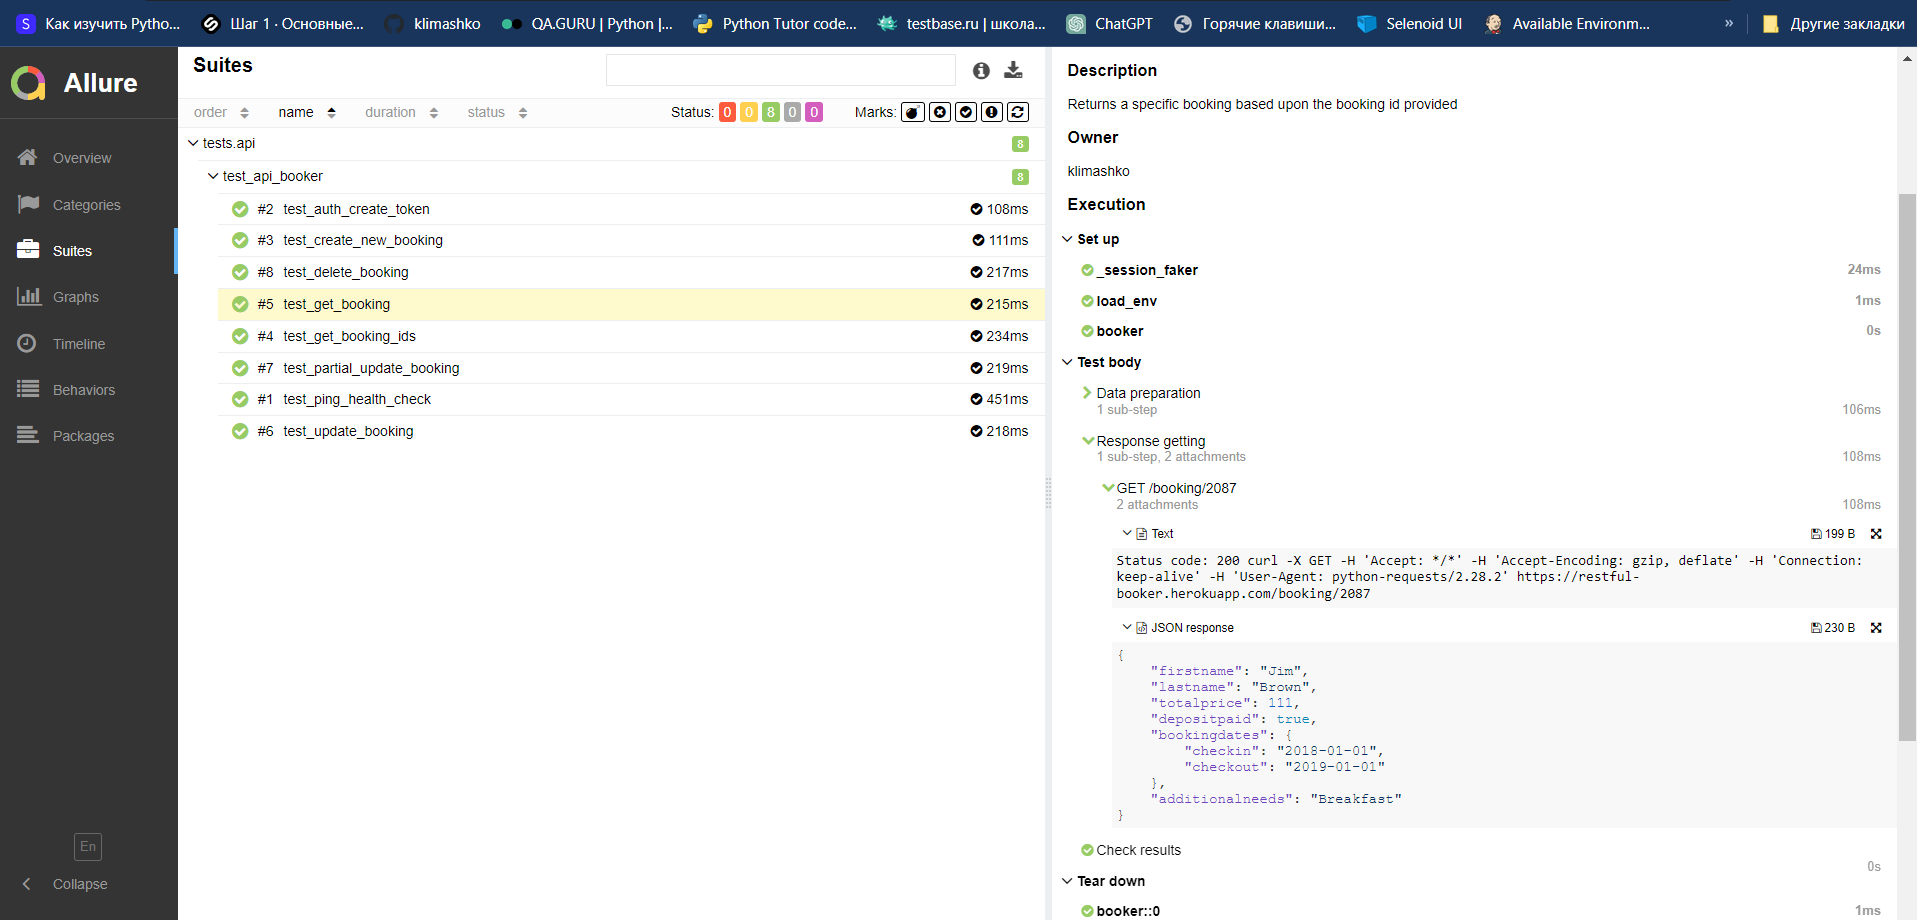 S Как изучить Pytho... Шаг 1 · Основные... klimashko QA.GURU | Python |... Python Tutor code... testbase.ru | школа... ChatGPT Горячие клавиши... Selenoid UI Available Environm... » Другие закладки
Allure
Overview
Categories
Suites
Graphs
Timeline
Behaviors
Packages
En
Collapse
Suites
order name duration status Status: 0 0 8 0 0 Marks:
tests.api 8
test_api_booker 8
#2 test_auth_create_token 108ms
#3 test_create_new_booking 111ms
#8 test_delete_booking 217ms
#5 test_get_booking 215ms
#4 test_get_booking_ids 234ms
#7 test_partial_update_booking 219ms
#1 test_ping_health_check 451ms
#6 test_update_booking 218ms
Description
Returns a specific booking based upon the booking id provided
Owner
klimashko
Execution
Set up
_session_faker 24ms
load_env 1ms
booker 0s
Test body
Data preparation
1 sub-step 106ms
Response getting
1 sub-step, 2 attachments 108ms
GET /booking/2087
2 attachments 108ms
Text 199 B
Status code: 200 curl -X GET -H 'Accept: */*' -H 'Accept-Encoding: gzip, deflate' -H 'Connection:
keep-alive' -H 'User-Agent: python-requests/2.28.2' https://restful-
booker.herokuapp.com/booking/2087
JSON response 230 B
{
"firstname": "Jim",
"lastname": "Brown",
"totalprice": 111,
"depositpaid": true,
"bookingdates": {
"checkin": "2018-01-01",
"checkout": "2019-01-01"
},
"additionalneeds": "Breakfast"
}
Check results
0s
Tear down
booker::0 1ms